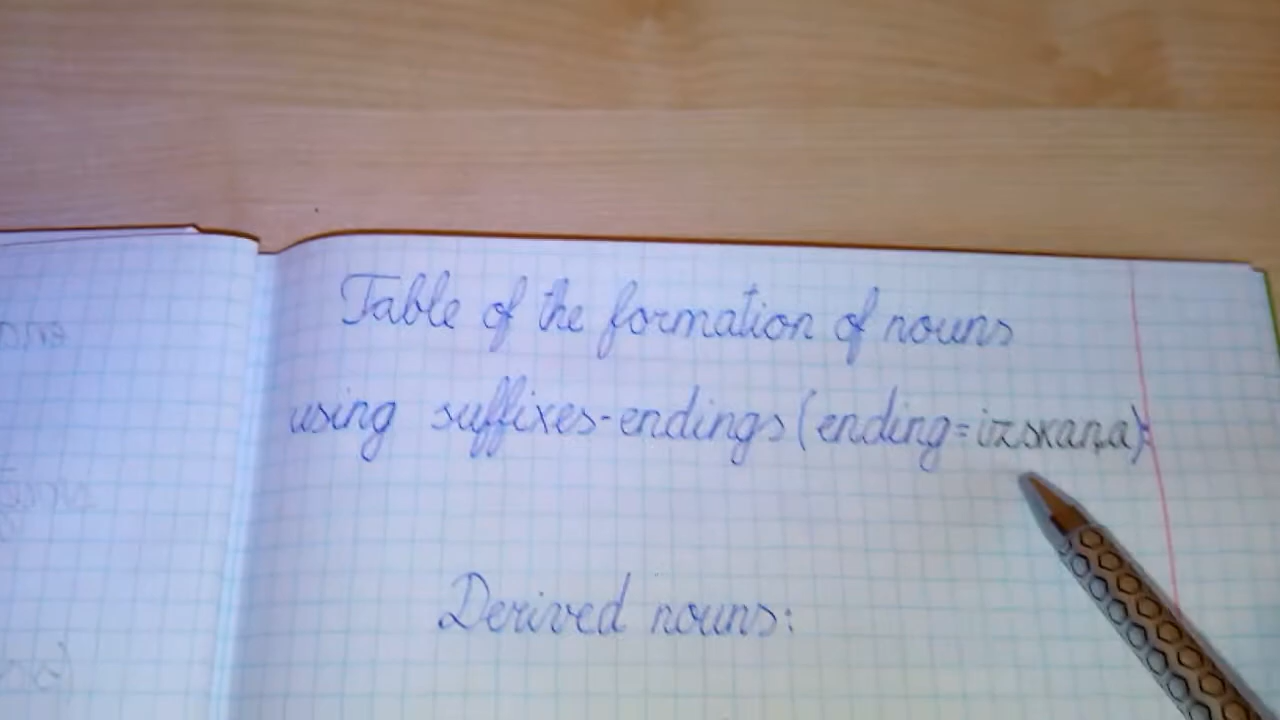 Table of the formation of nouns
using suffixes-endings (ending=izskaņa)
Derived nouns: